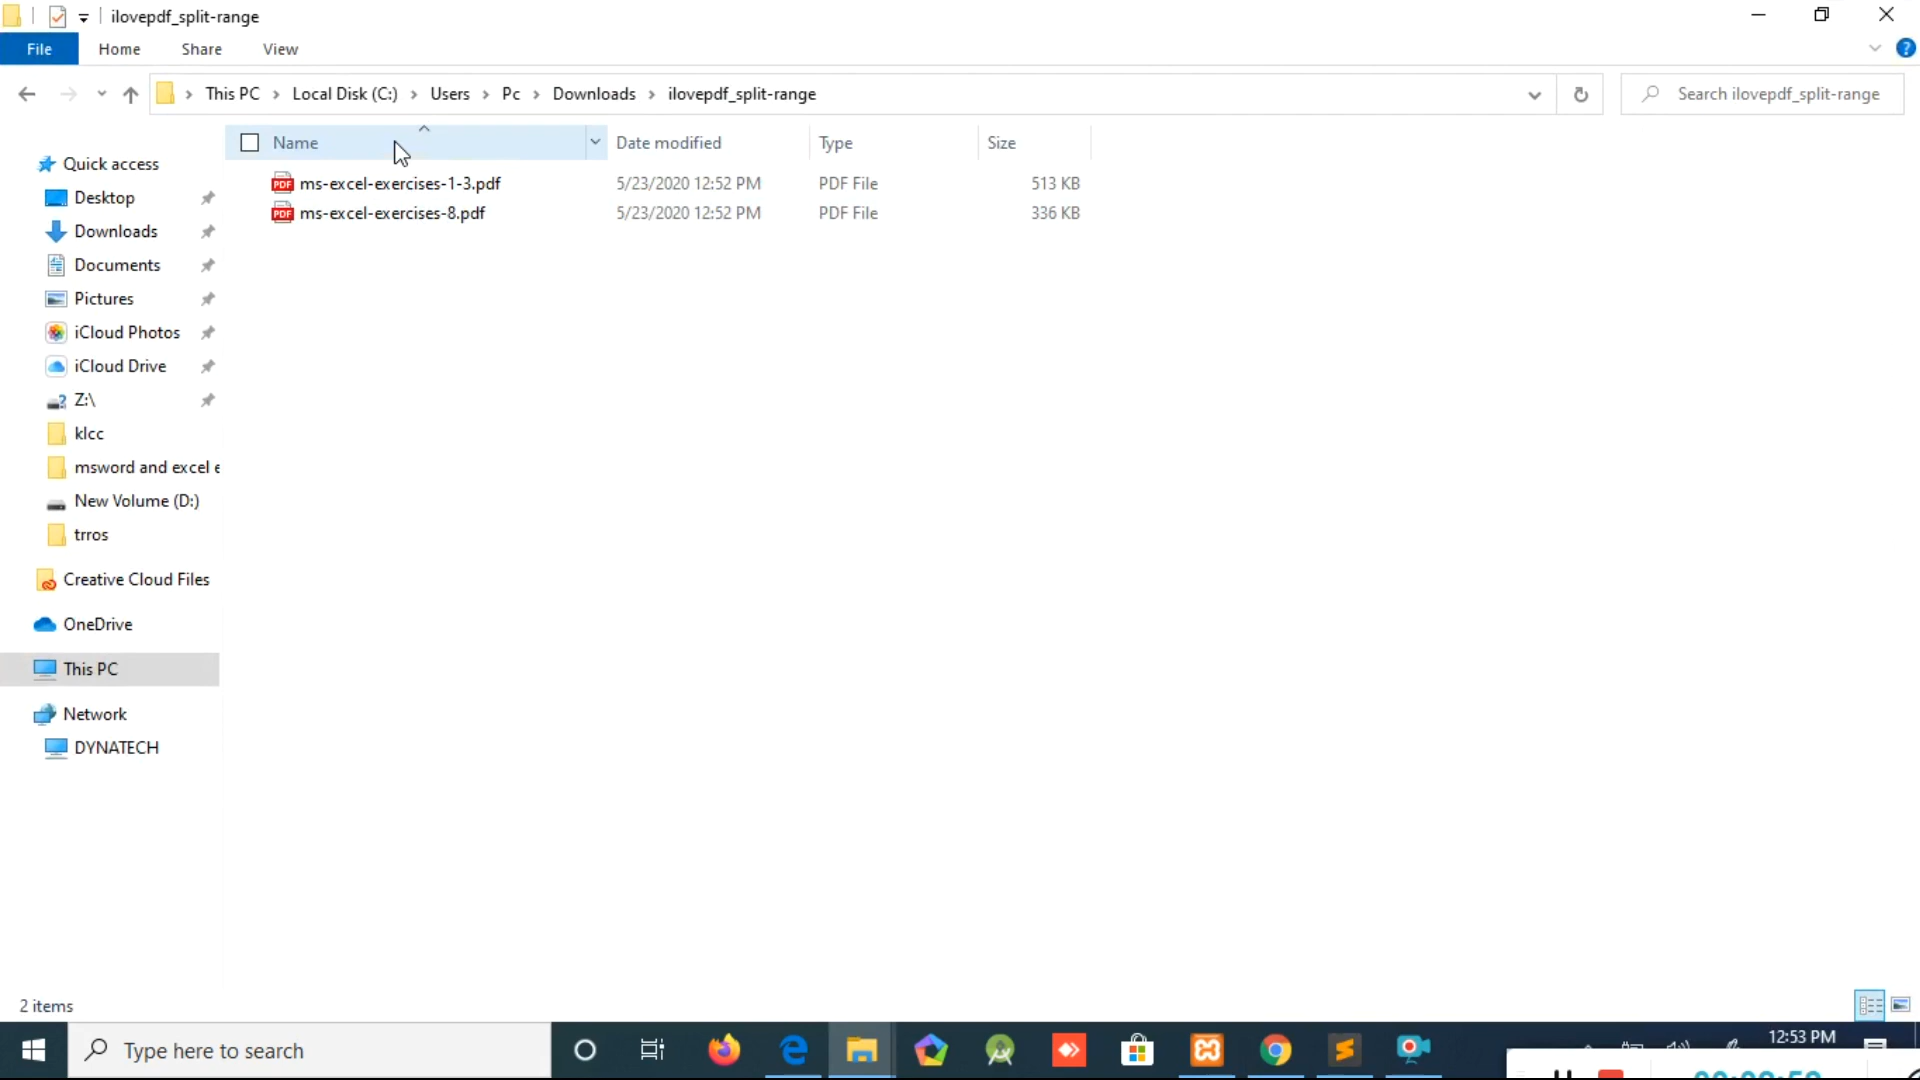 ilovepdf_split-range
File Home Share View
This PC Local Disk (C:) Users Pc Downloads ilovepdf_split-range
Search ilovepdf_split-range
Name Date modified Type Size
ms-excel-exercises-1-3.pdf 5/23/2020 12:52 PM PDF File 513 KB
ms-excel-exercises-8.pdf 5/23/2020 12:52 PM PDF File 336 KB
Quick access
Desktop
Downloads
Documents
Pictures
iCloud Photos
iCloud Drive
Z:\
klcc
msword and excel e
New Volume (D:)
trros
Creative Cloud Files
OneDrive
This PC
Network
DYNATECH
2 items
Type here to search
12:53 PM